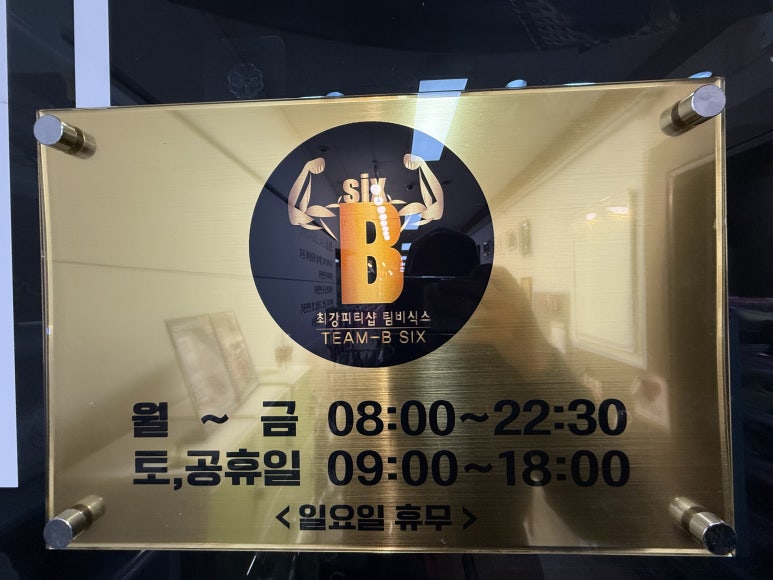 six
B
최강피티샵 팀비식스
TEAM-B SIX
월 ~ 금 08:00~22:30
토,공휴일 09:00~18:00
<일요일 휴무>